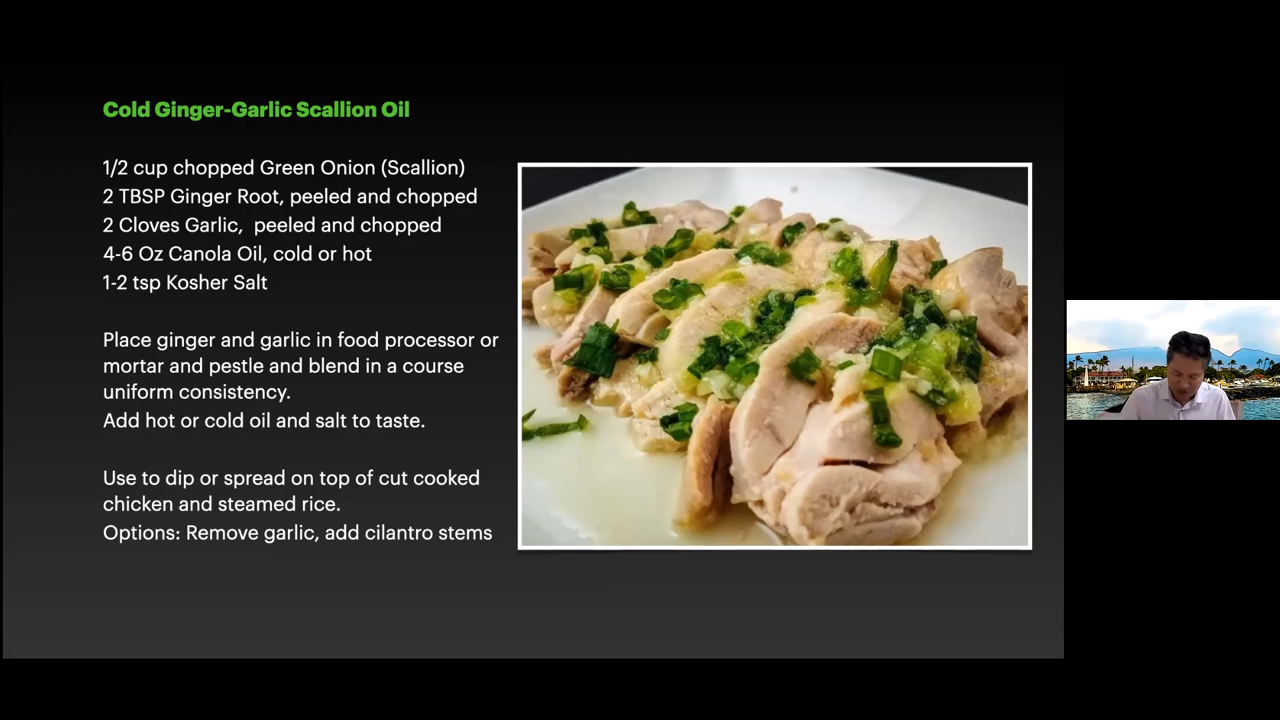 Cold Ginger-Garlic Scallion Oil
1/2 cup chopped Green Onion (Scallion)
2 TBSP Ginger Root, peeled and chopped
2 Cloves Garlic,  peeled and chopped
4-6 Oz Canola Oil, cold or hot
1-2 tsp Kosher Salt
Place ginger and garlic in food processor or
mortar and pestle and blend in a course
uniform consistency.
Add hot or cold oil and salt to taste.
Use to dip or spread on top of cut cooked
chicken and steamed rice.
Options: Remove garlic, add cilantro stems